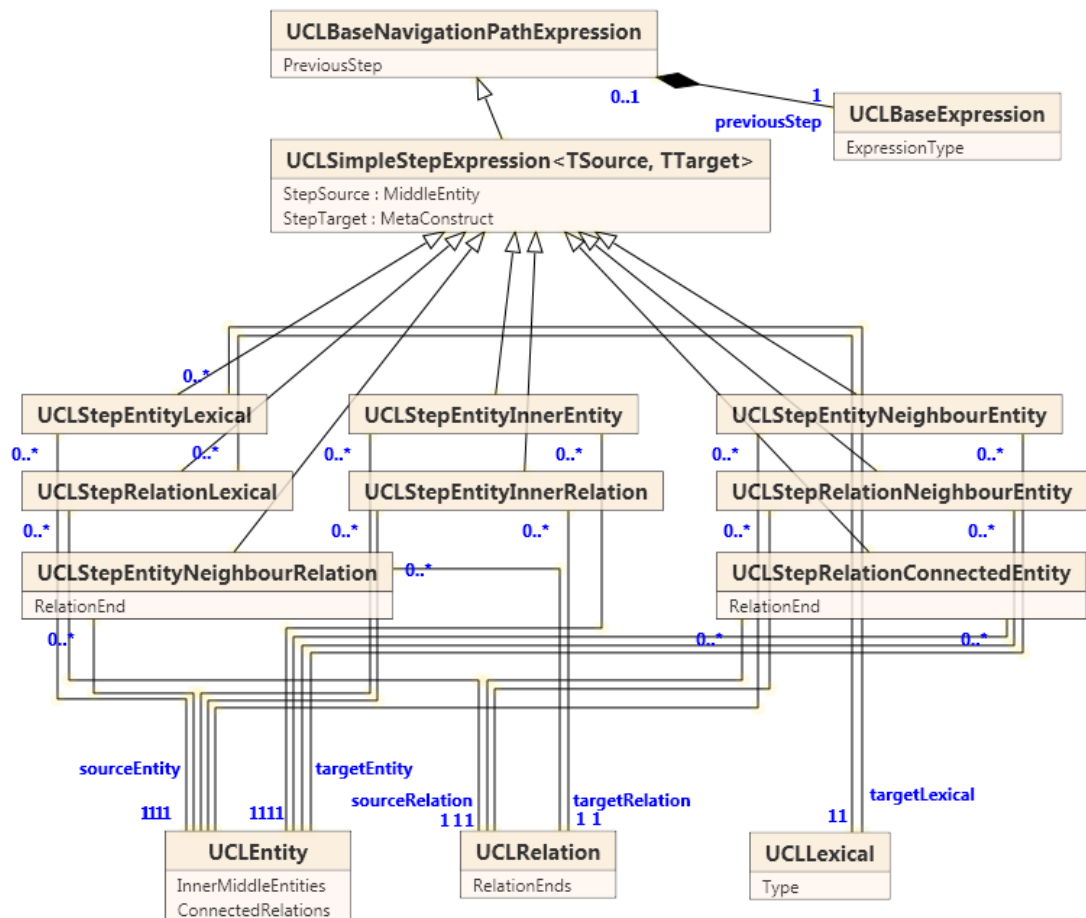 UCLBaseNavigationPathExpression
PreviousStep
0..1
1
previousStep
UCLBaseExpression
ExpressionType
UCLSimpleStepExpression<TSource, TTarget>
StepSource : MiddleEntity
StepTarget : MetaConstruct
0..*
UCLStepEntityLexical
UCLStepEntityInnerEntity
UCLStepEntityNeighbourEntity
0..*
0..*
0..*
0..*
0..*
0..*
UCLStepRelationLexical
UCLStepEntityInnerRelation
UCLStepRelationNeighbourEntity
0..*
0..*
0..*
0..*
0..*
UCLStepEntityNeighbourRelation
RelationEnd
0..*
UCLStepRelationConnectedEntity
RelationEnd
0..*
0..*
0..*
sourceEntity
targetEntity
sourceRelation
targetRelation
targetLexical
1111
1111
1 1 1
1 1
11
UCLEntity
InnerMiddleEntities
ConnectedRelations
UCLRelation
RelationEnds
UCLLexical
Type